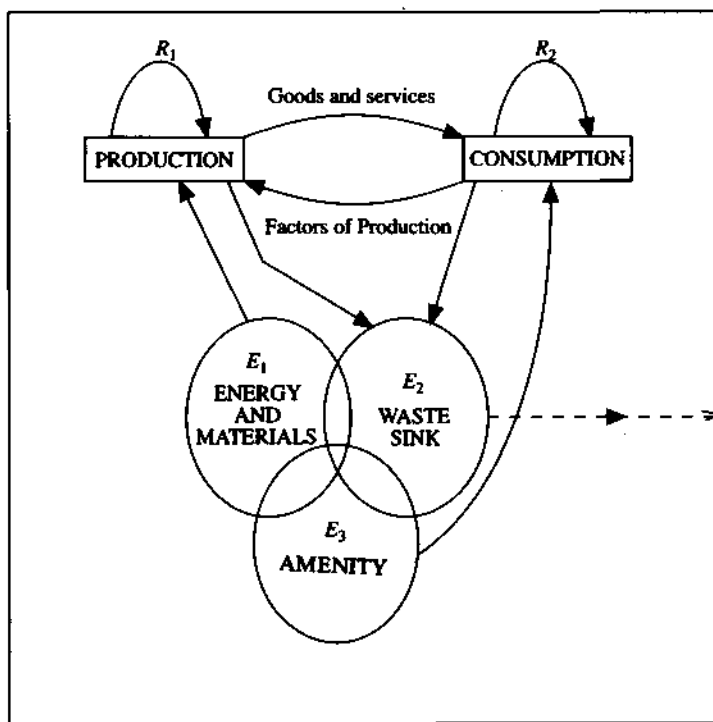 R1
R2
Goods and services
PRODUCTION
CONSUMPTION
Factors of Production
E1
ENERGY
AND
MATERIALS
E2
WASTE
SINK
E3
AMENITY